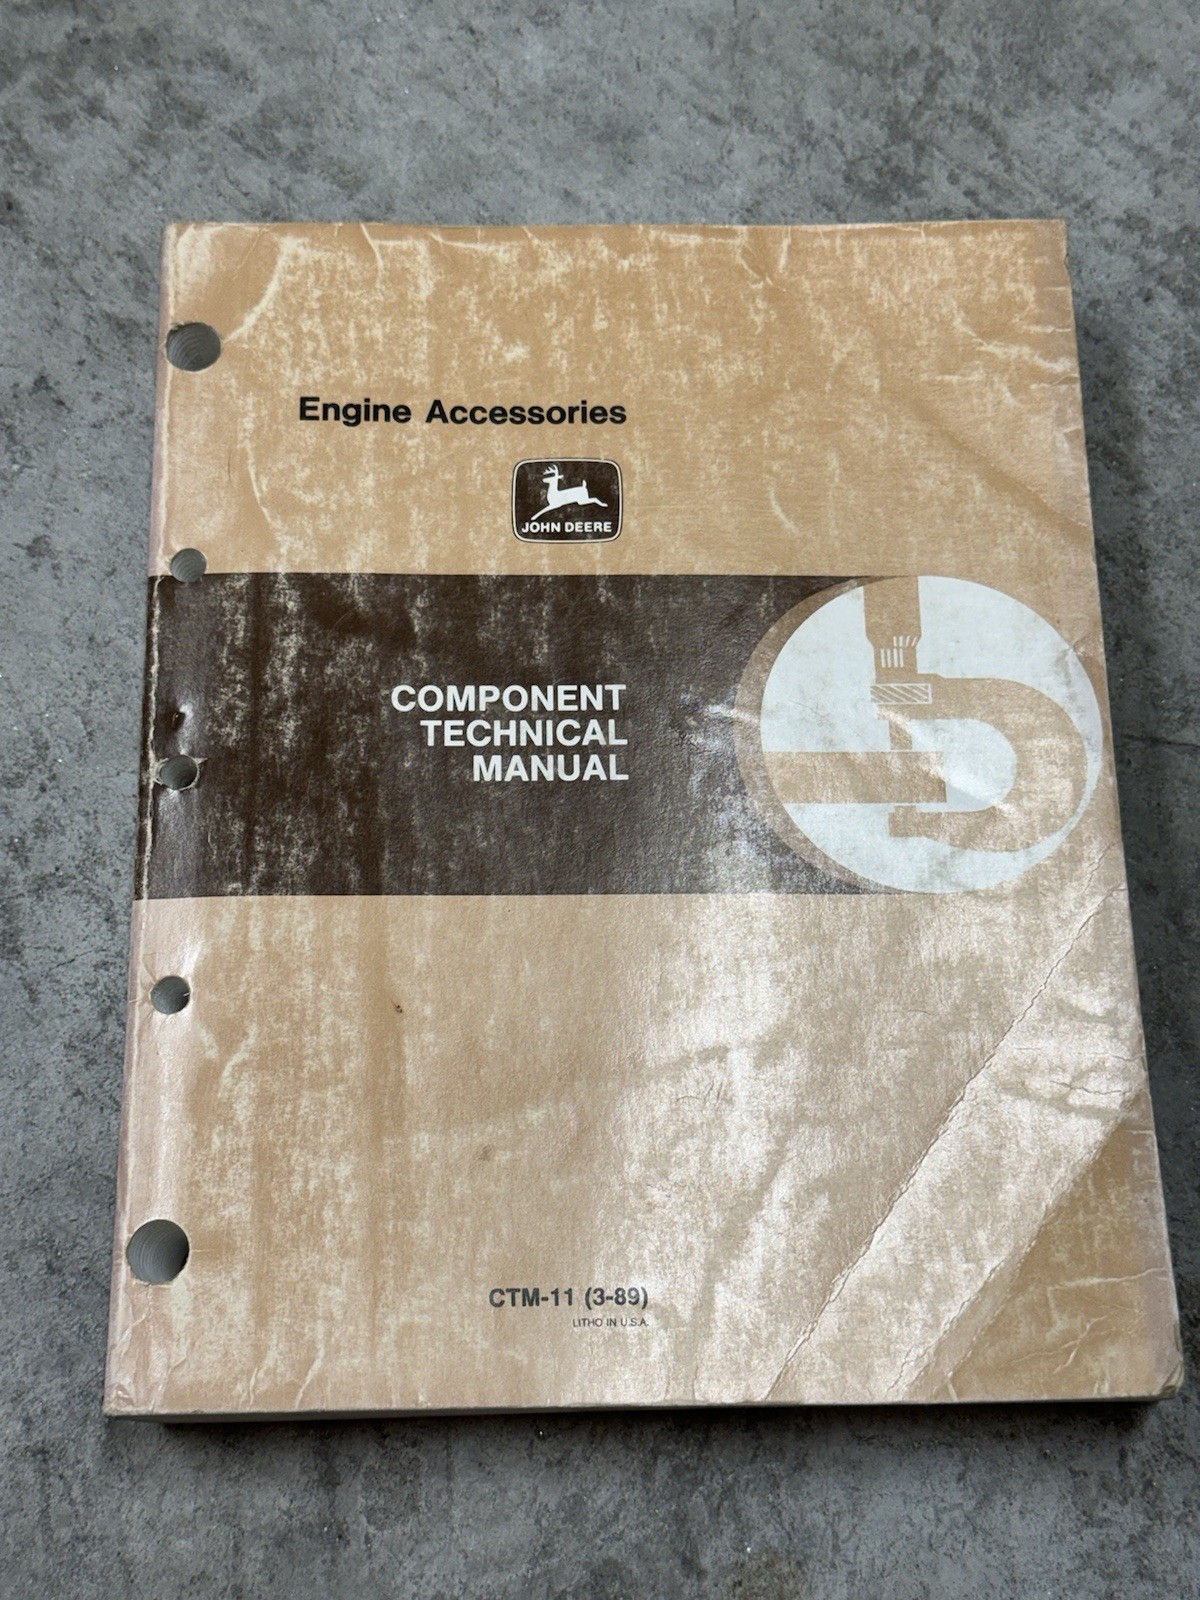 Engine Accessories
JOHN DEERE
COMPONENT
TECHNICAL
MANUAL
CTM-11 (3-89)
LITHO IN U.S.A.